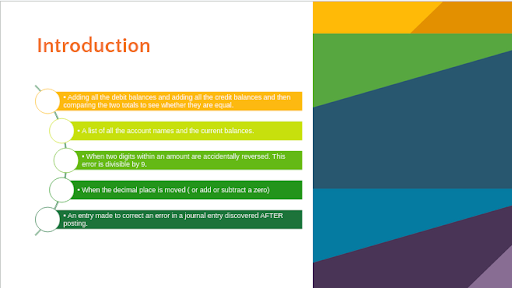 Introduction
• Adding all the debit balances and adding all the credit balances and then
comparing the two totals to see whether they are equal.
• A list of all the account names and the current balances.
• When two digits within an amount are accidentally reversed. This
error is divisible by 9.
• When the decimal place is moved ( or add or subtract a zero)
• An entry made to correct an error in a journal entry discovered AFTER
posting.